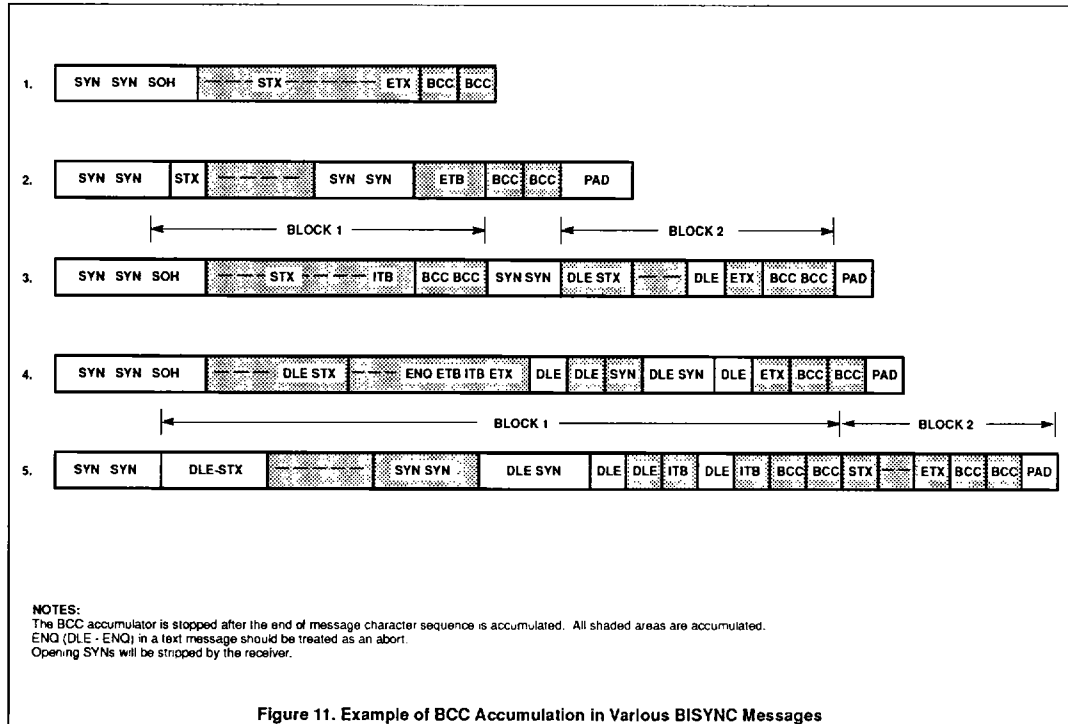 1. SYN SYN SOH — — — STX — — — — — ETX BCC BCC
2. SYN SYN STX — — — — SYN SYN ETB BCC BCC PAD
BLOCK 1 BLOCK 2
3. SYN SYN SOH — — — STX — — — ITB BCC BCC SYN SYN DLE STX — — DLE ETX BCC BCC PAD
4. SYN SYN SOH — — — DLE STX — — — ENQ ETB ITB ETX DLE DLE SYN DLE SYN DLE ETX BCC BCC PAD
BLOCK 1 BLOCK 2
5. SYN SYN DLE-STX — — — — — SYN SYN DLE SYN DLE DLE ITB DLE ITB BCC BCC STX — — ETX BCC BCC PAD
NOTES:
The BCC accumulator is stopped after the end of message character sequence is accumulated. All shaded areas are accumulated.
ENQ (DLE - ENQ) in a text message should be treated as an abort.
Opening SYNs will be stripped by the receiver.
Figure 11. Example of BCC Accumulation in Various BISYNC Messages